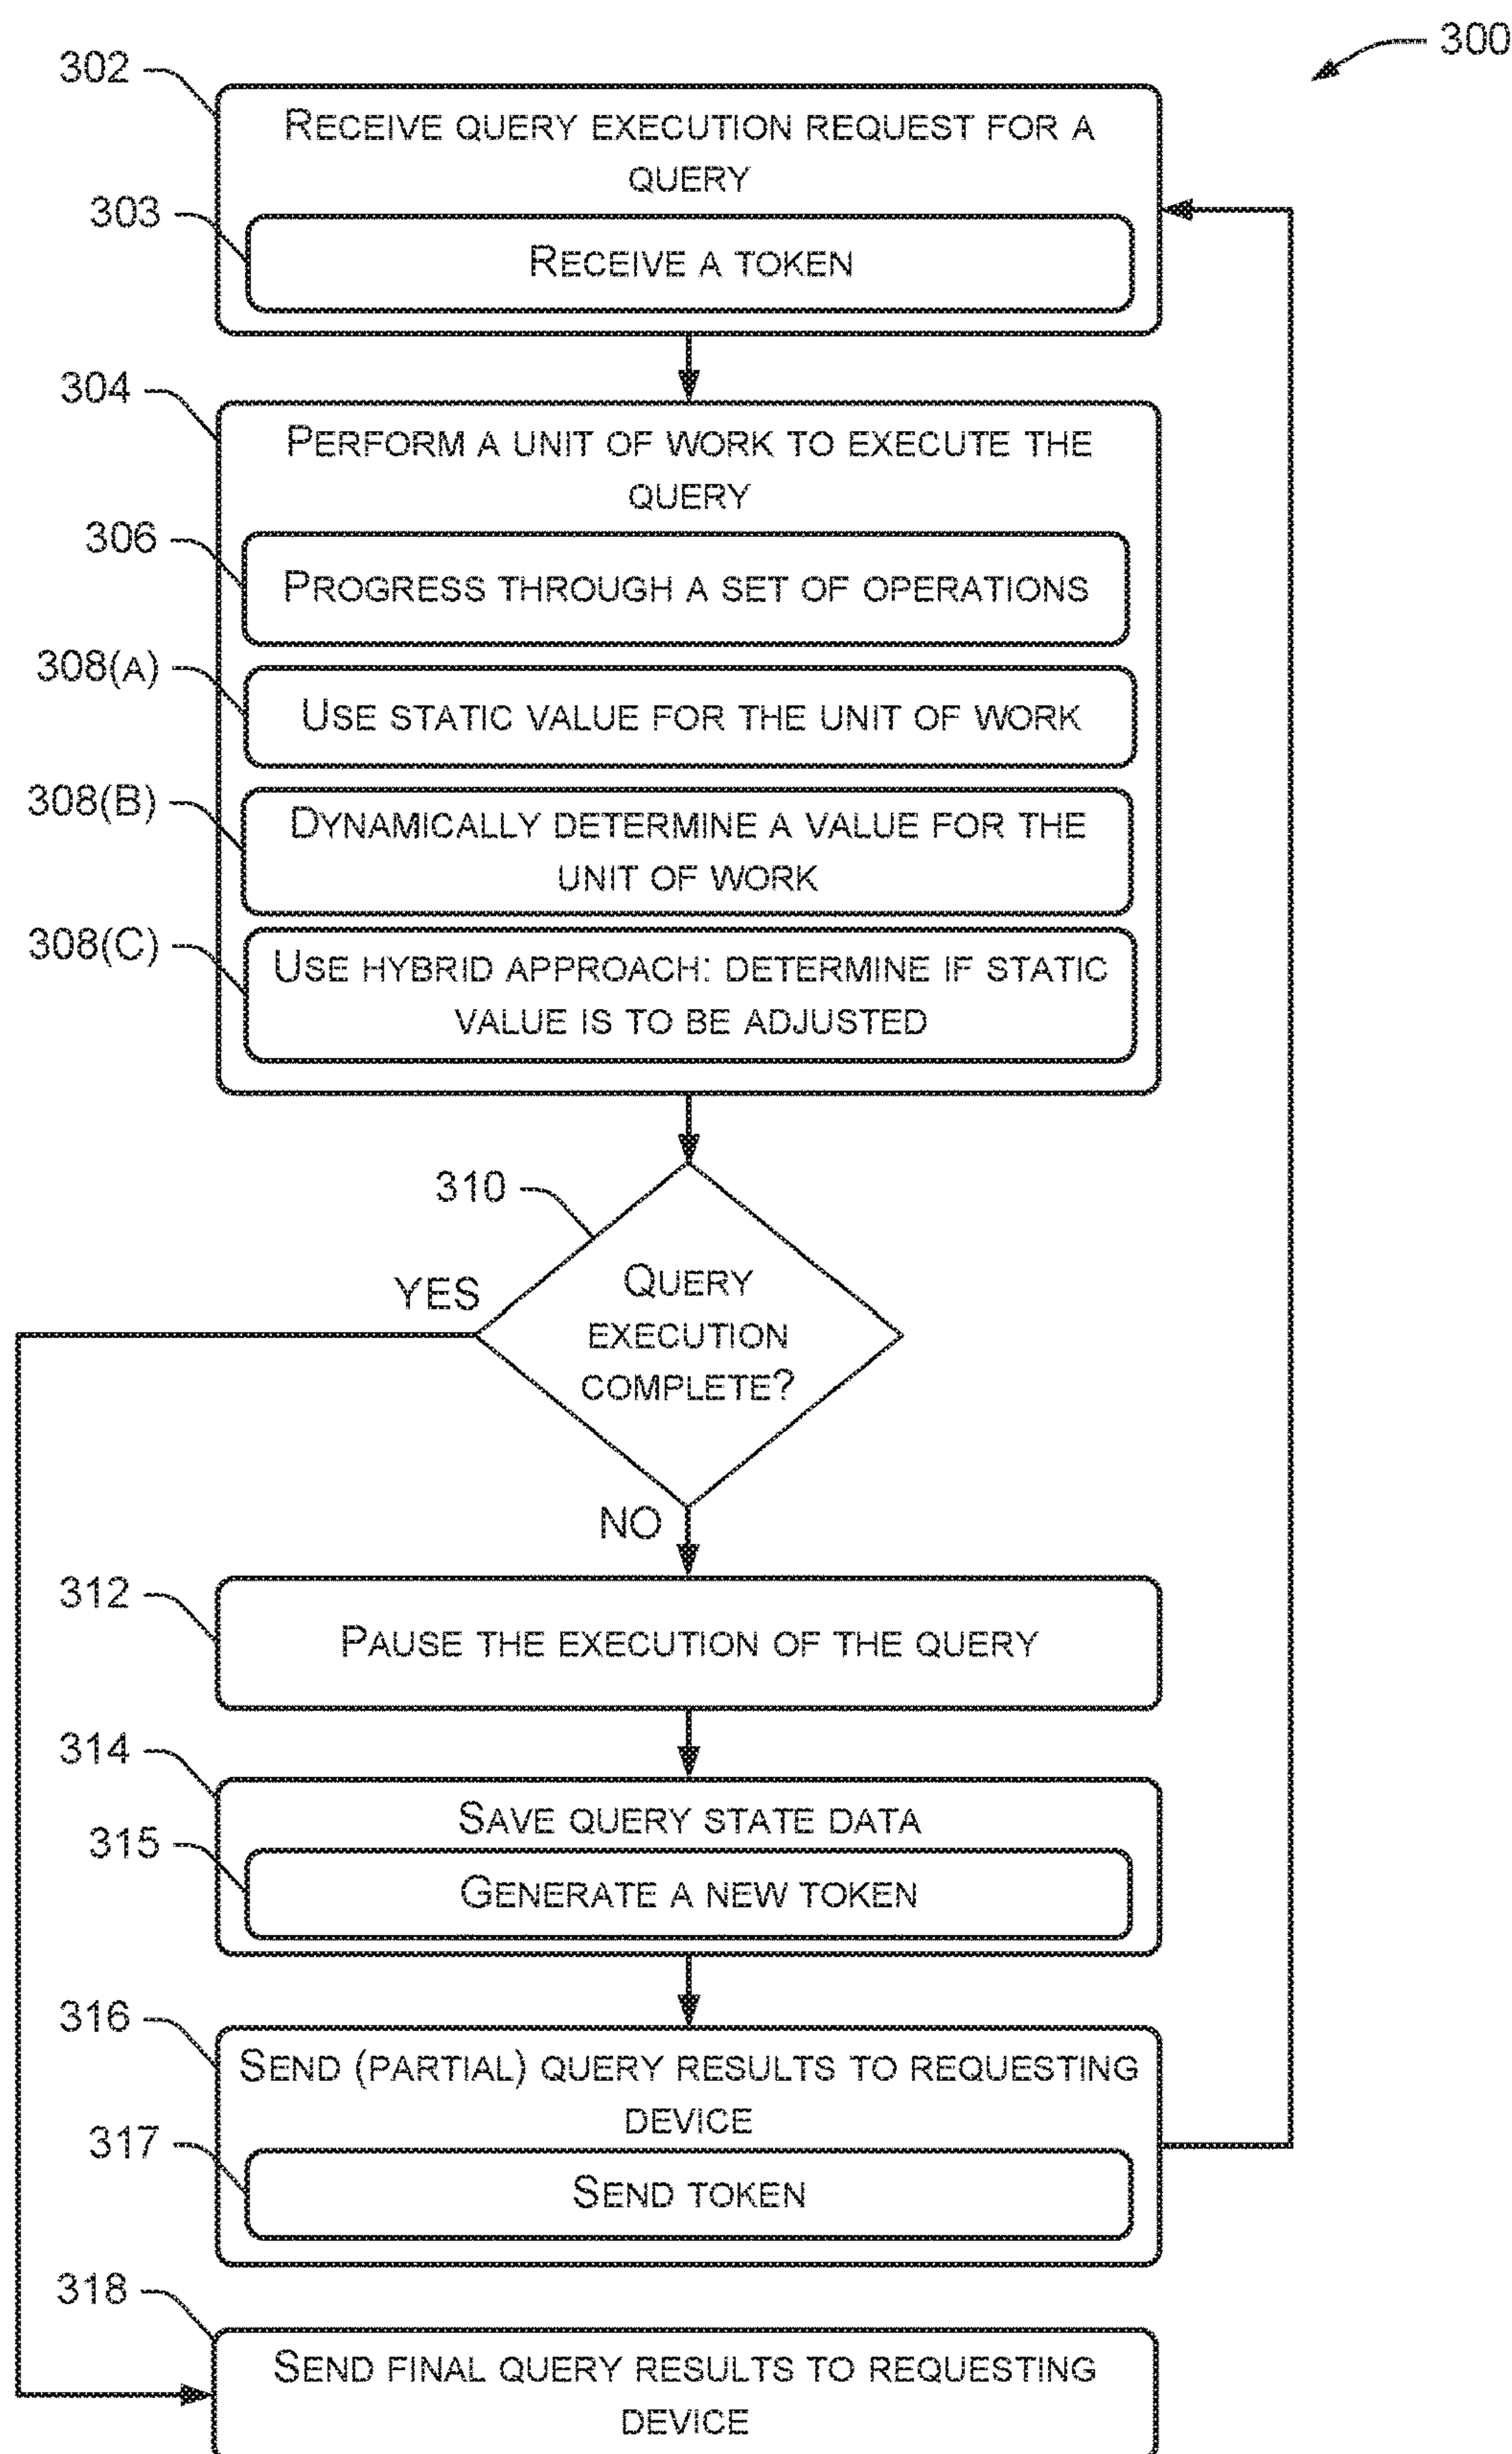 300
302
RECEIVE QUERY EXECUTION REQUEST FOR A
QUERY
303
RECEIVE A TOKEN
304
PERFORM A UNIT OF WORK TO EXECUTE THE
QUERY
306
PROGRESS THROUGH A SET OF OPERATIONS
308(A)
USE STATIC VALUE FOR THE UNIT OF WORK
308(B)
DYNAMICALLY DETERMINE A VALUE FOR THE
UNIT OF WORK
308(C)
USE HYBRID APPROACH: DETERMINE IF STATIC
VALUE IS TO BE ADJUSTED
310
YES
QUERY
EXECUTION
COMPLETE?
NO
312
PAUSE THE EXECUTION OF THE QUERY
314
SAVE QUERY STATE DATA
315
GENERATE A NEW TOKEN
316
SEND (PARTIAL) QUERY RESULTS TO REQUESTING
DEVICE
317
SEND TOKEN
318
SEND FINAL QUERY RESULTS TO REQUESTING
DEVICE